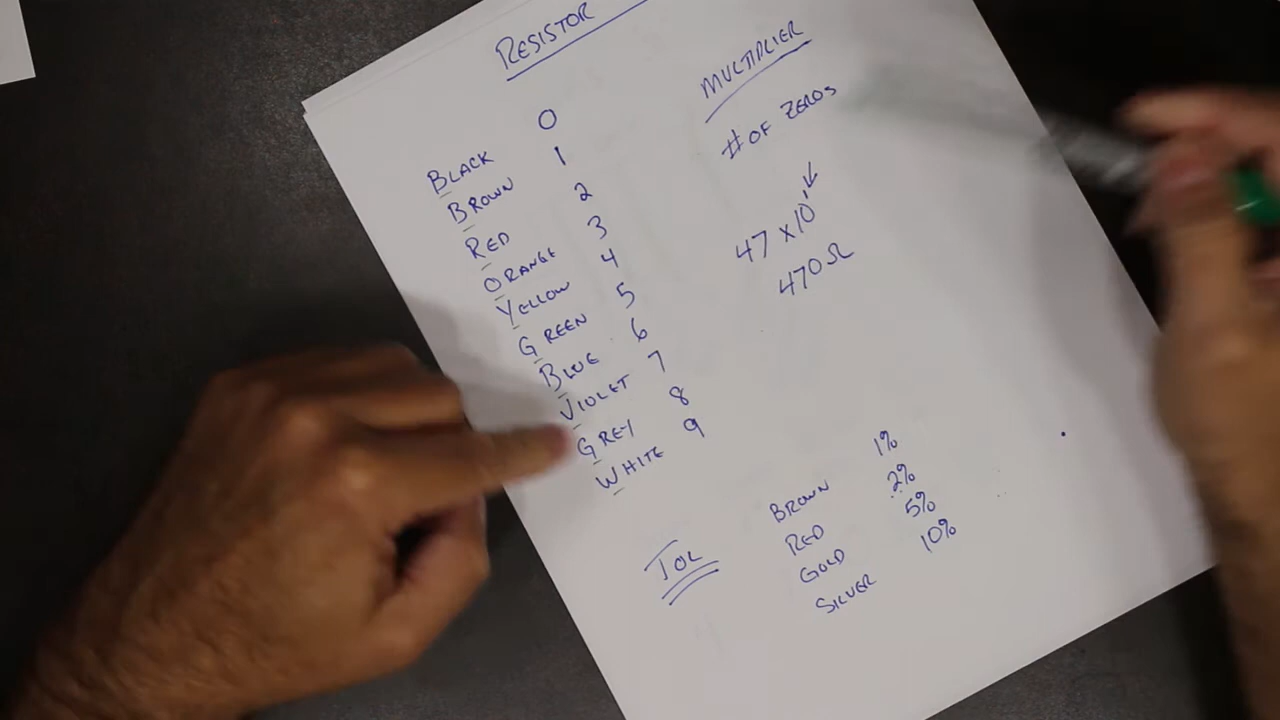 RESISTOR
BLACK 0
BROWN 1
RED 2
ORANGE 3
YELLOW 4
GREEN 5
BLUE 6
VIOLET 7
GREY 8
WHITE 9
MULTIPLIER
# OF ZEROS
47 x 10¹
470Ω
TOL
BROWN 1%
RED 2%
GOLD 5%
SILVER 10%